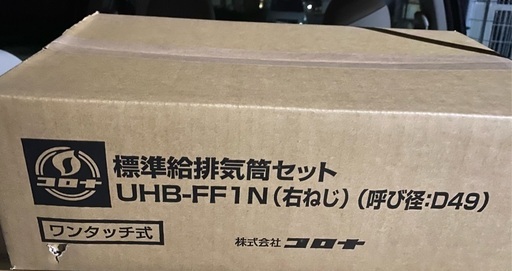 コロナ
標準給排気筒セット
UHB-FF1N(右ねじ)(呼び径:D49)
ワンタッチ式
株式会社 コロナ